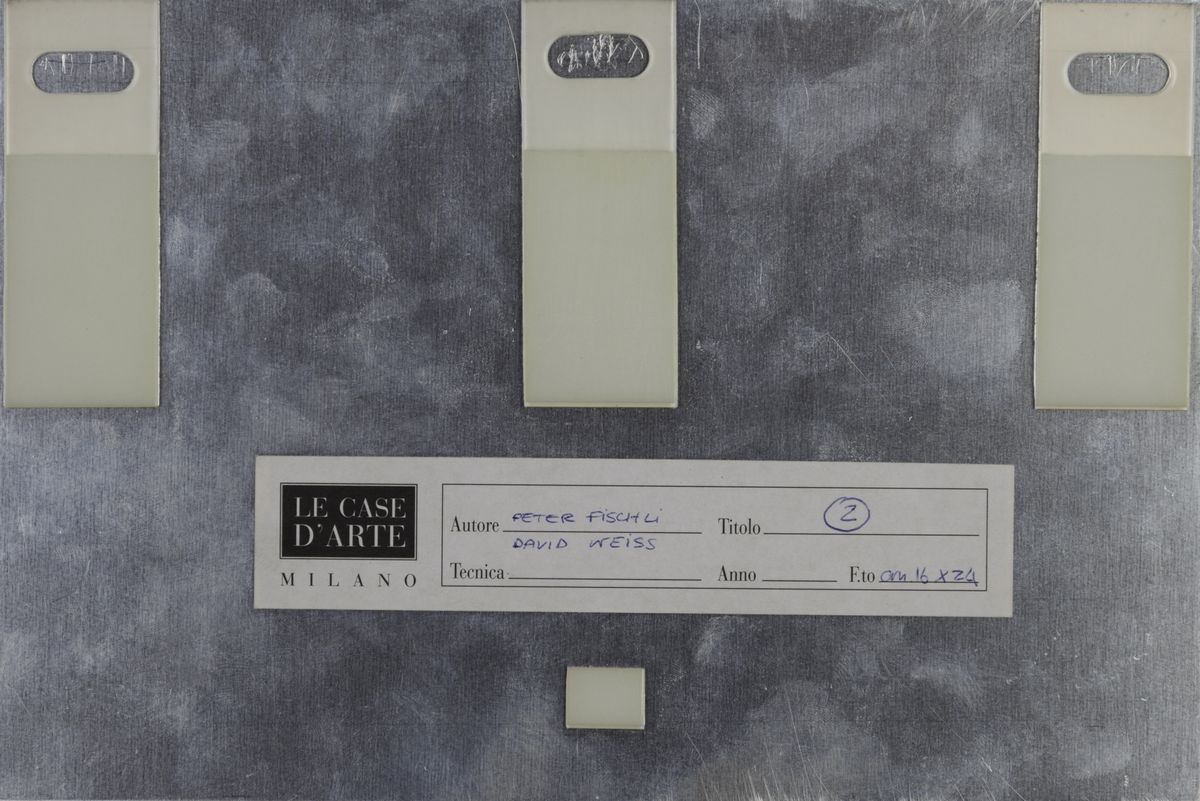 LE CASE
D'ARTE
MILANO
Autore PETER FISCHLI
DAVID WEISS
Titolo 2
Tecnica
Anno F.to cm 16 x 24